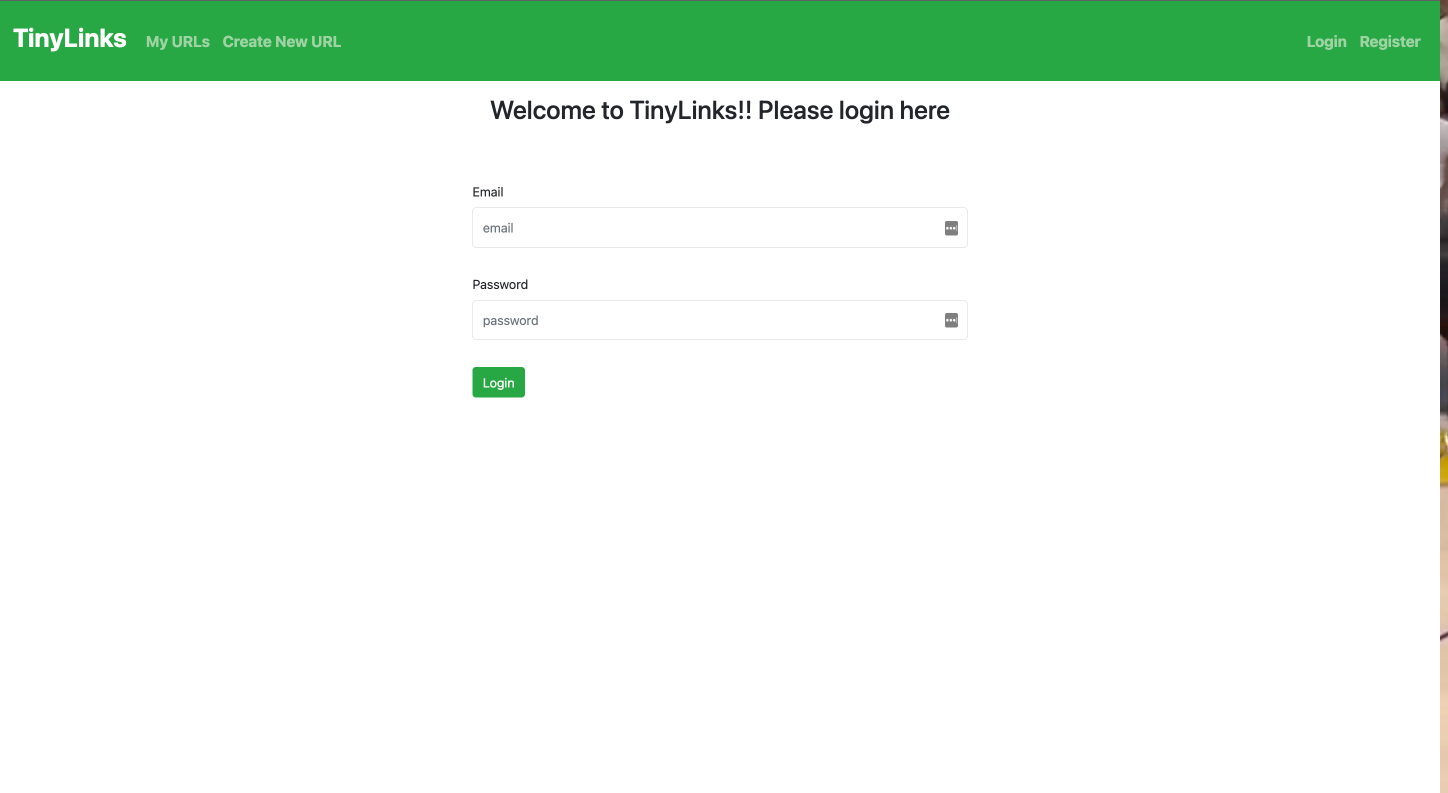 TinyLinks My URLs Create New URL Login Register
Welcome to TinyLinks!! Please login here
Email
email
Password
password
Login